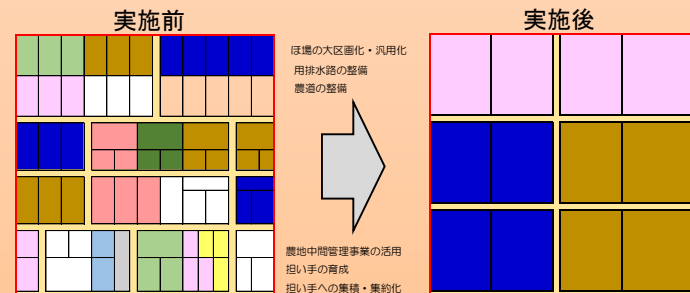 実施前
実施後
ほ場の大区画化・汎用化
用排水路の整備
農道の整備
農地中間管理事業の活用
担い手の育成
担い手への集積・集約化